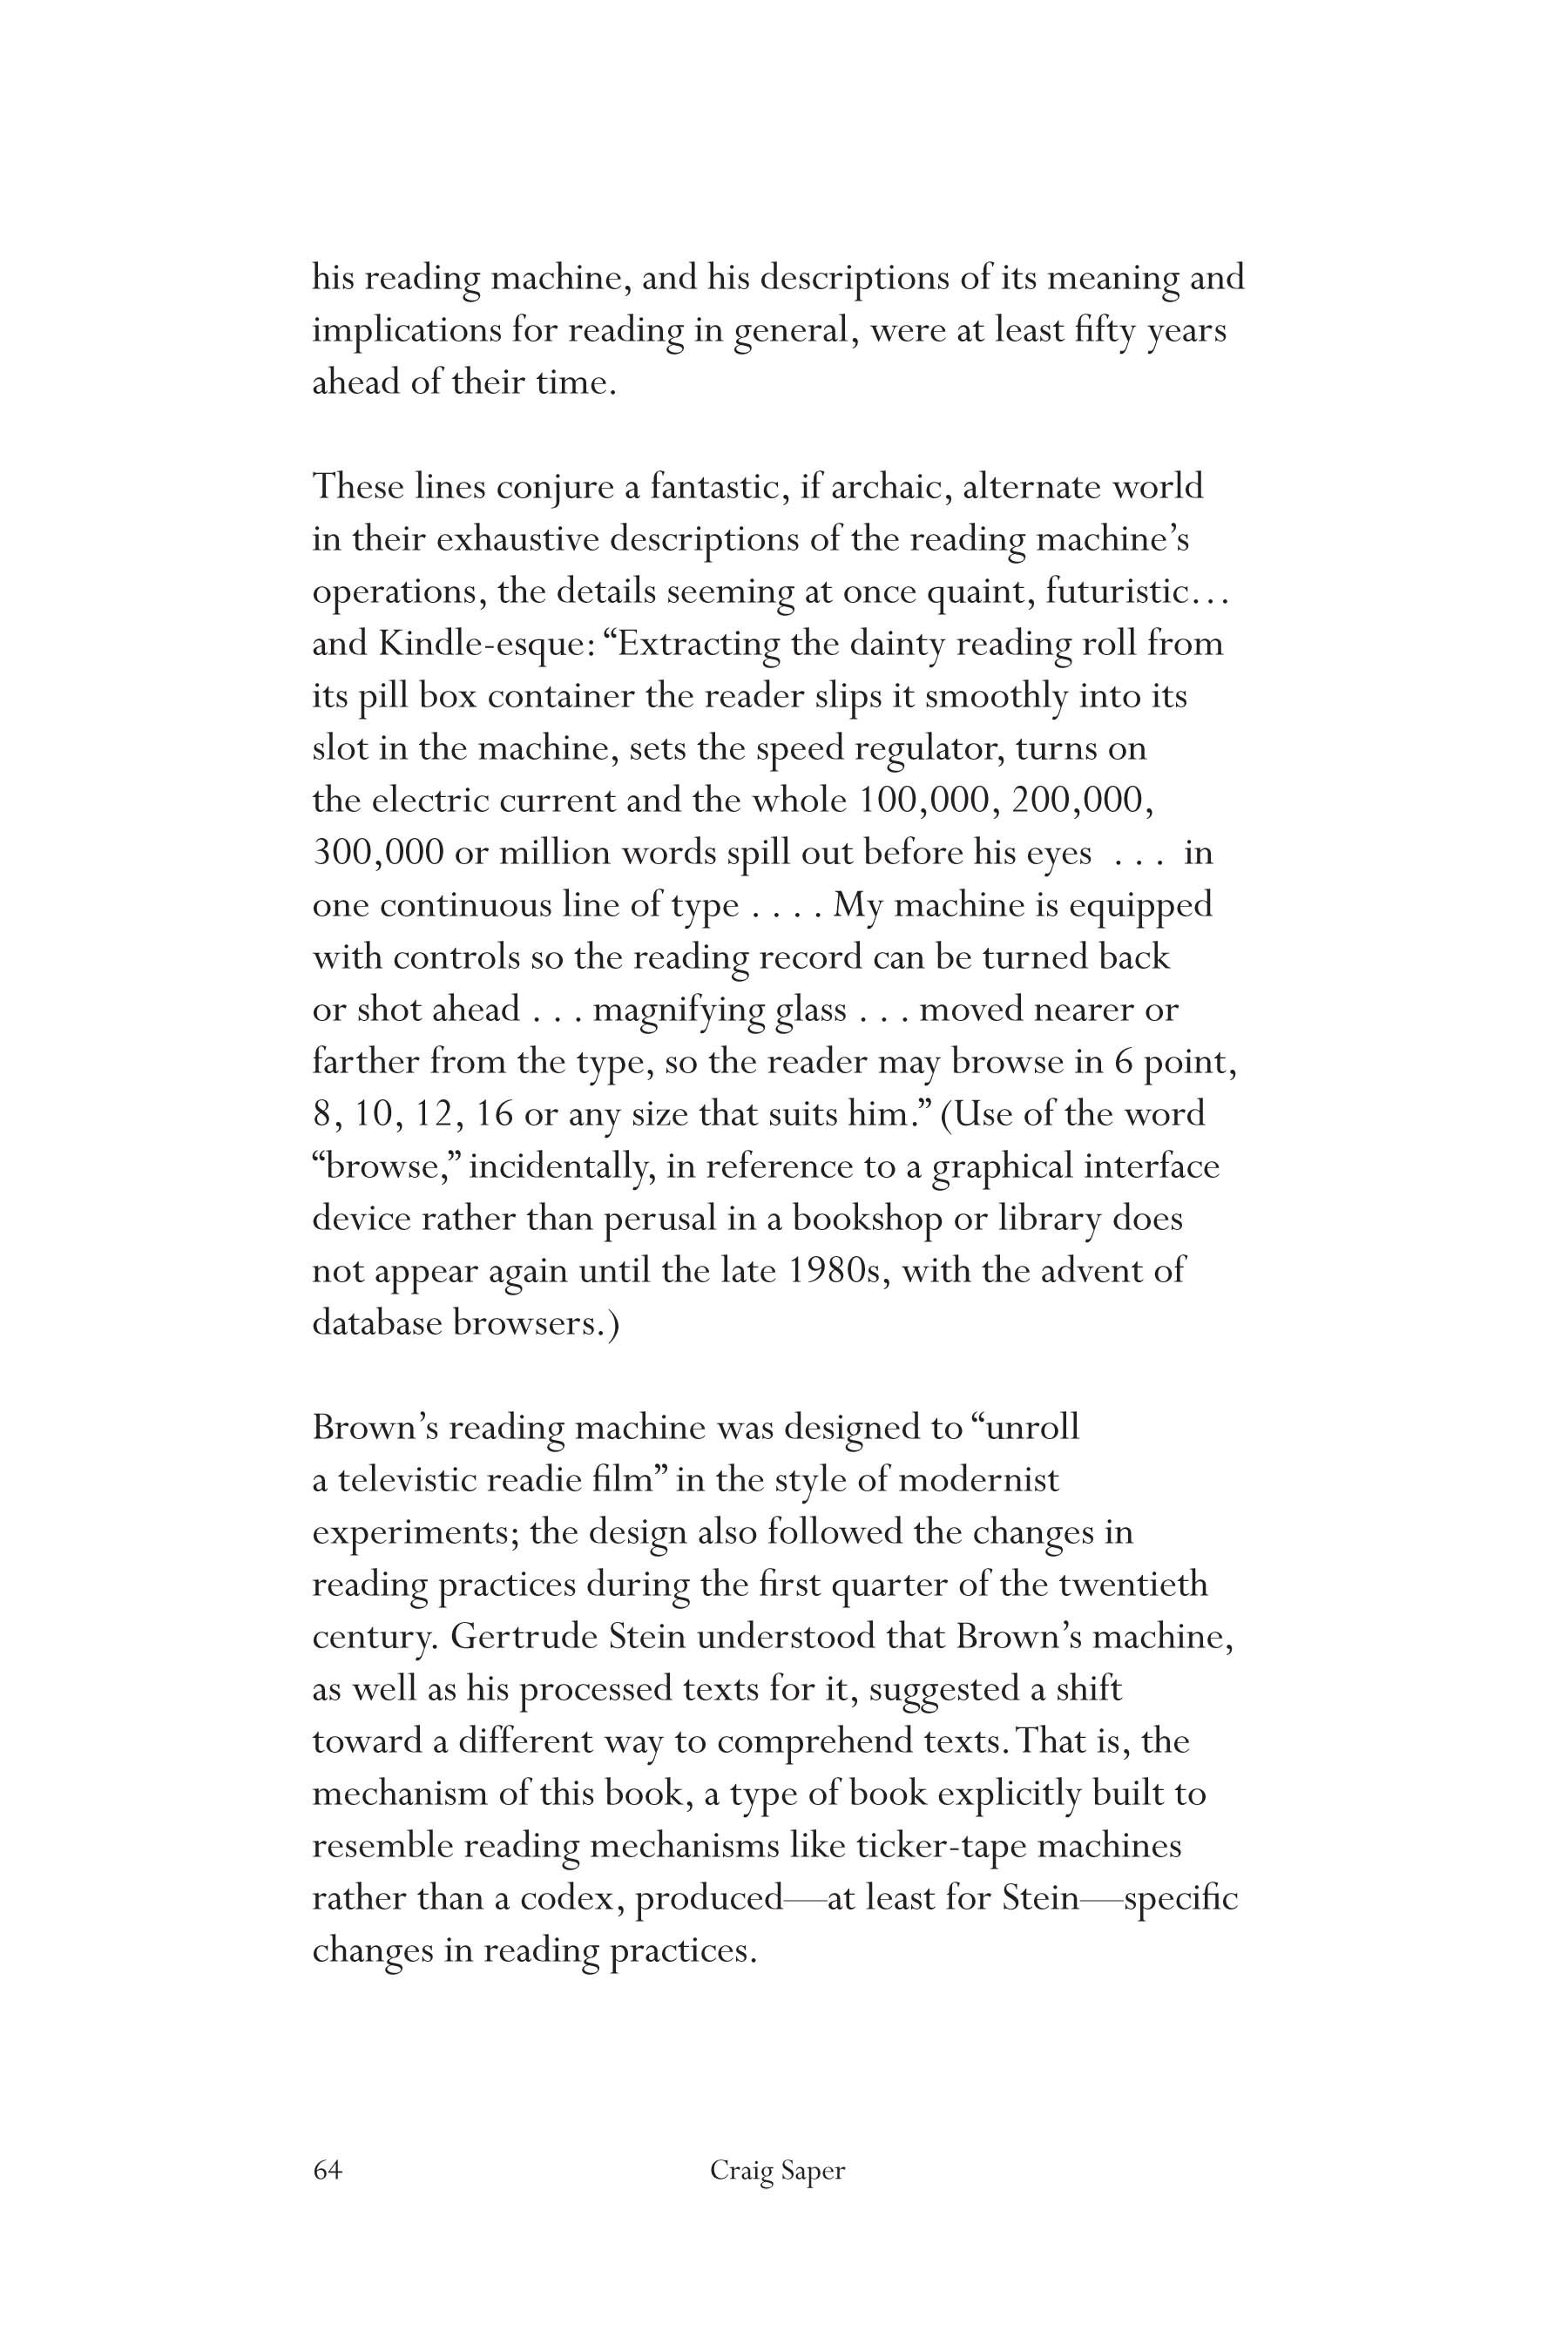 his reading machine, and his descriptions of its meaning and
implications for reading in general, were at least fifty years
ahead of their time.
These lines conjure a fantastic, if archaic, alternate world
in their exhaustive descriptions of the reading machine’s
operations, the details seeming at once quaint, futuristic…
and Kindle-esque: “Extracting the dainty reading roll from
its pill box container the reader slips it smoothly into its
slot in the machine, sets the speed regulator, turns on
the electric current and the whole 100,000, 200,000,
300,000 or million words spill out before his eyes . . . in
one continuous line of type . . . . My machine is equipped
with controls so the reading record can be turned back
or shot ahead . . . magnifying glass . . . moved nearer or
farther from the type, so the reader may browse in 6 point,
8, 10, 12, 16 or any size that suits him.” (Use of the word
“browse,” incidentally, in reference to a graphical interface
device rather than perusal in a bookshop or library does
not appear again until the late 1980s, with the advent of
database browsers.)
Brown’s reading machine was designed to “unroll
a televistic readie film” in the style of modernist
experiments; the design also followed the changes in
reading practices during the first quarter of the twentieth
century. Gertrude Stein understood that Brown’s machine,
as well as his processed texts for it, suggested a shift
toward a different way to comprehend texts. That is, the
mechanism of this book, a type of book explicitly built to
resemble reading mechanisms like ticker-tape machines
rather than a codex, produced—at least for Stein—specific
changes in reading practices.
64 Craig Saper